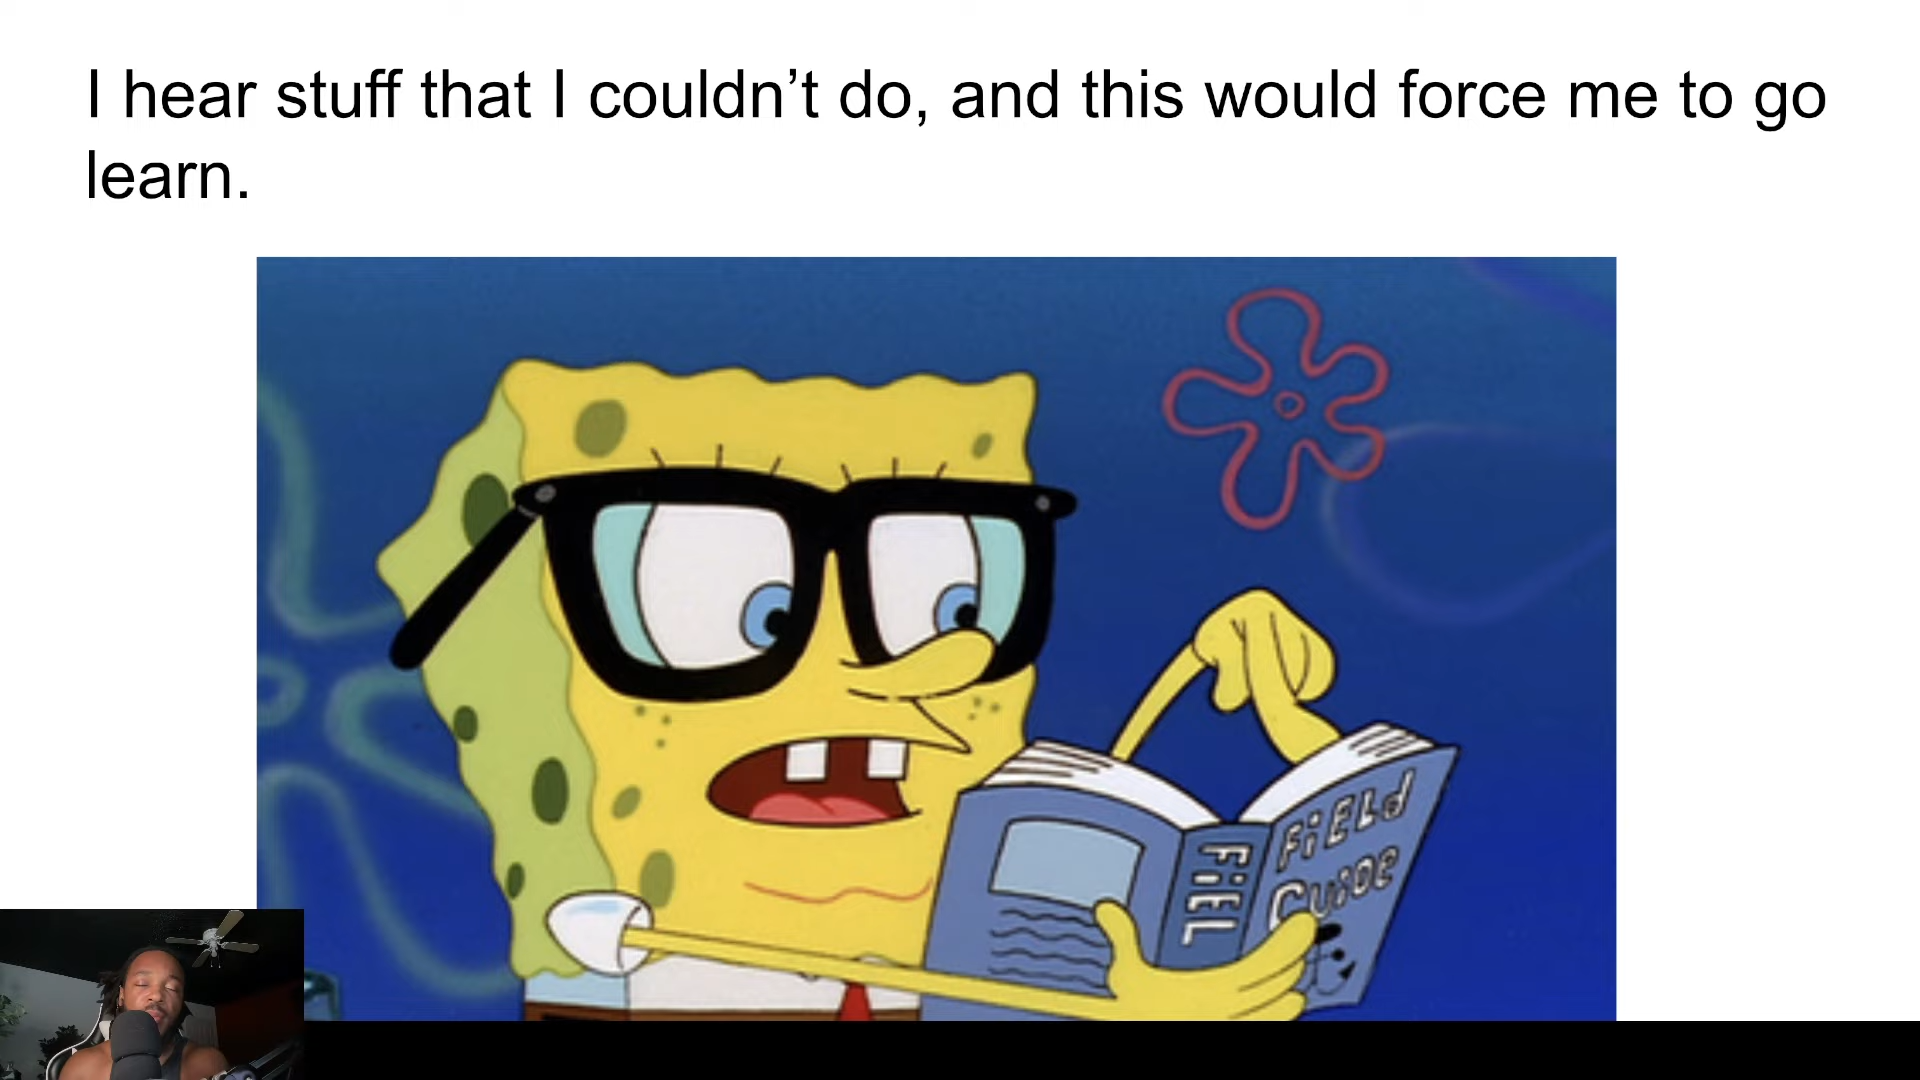 I hear stuff that I couldn’t do, and this would force me to go
learn.
FiEL
FiELd
GuiDE